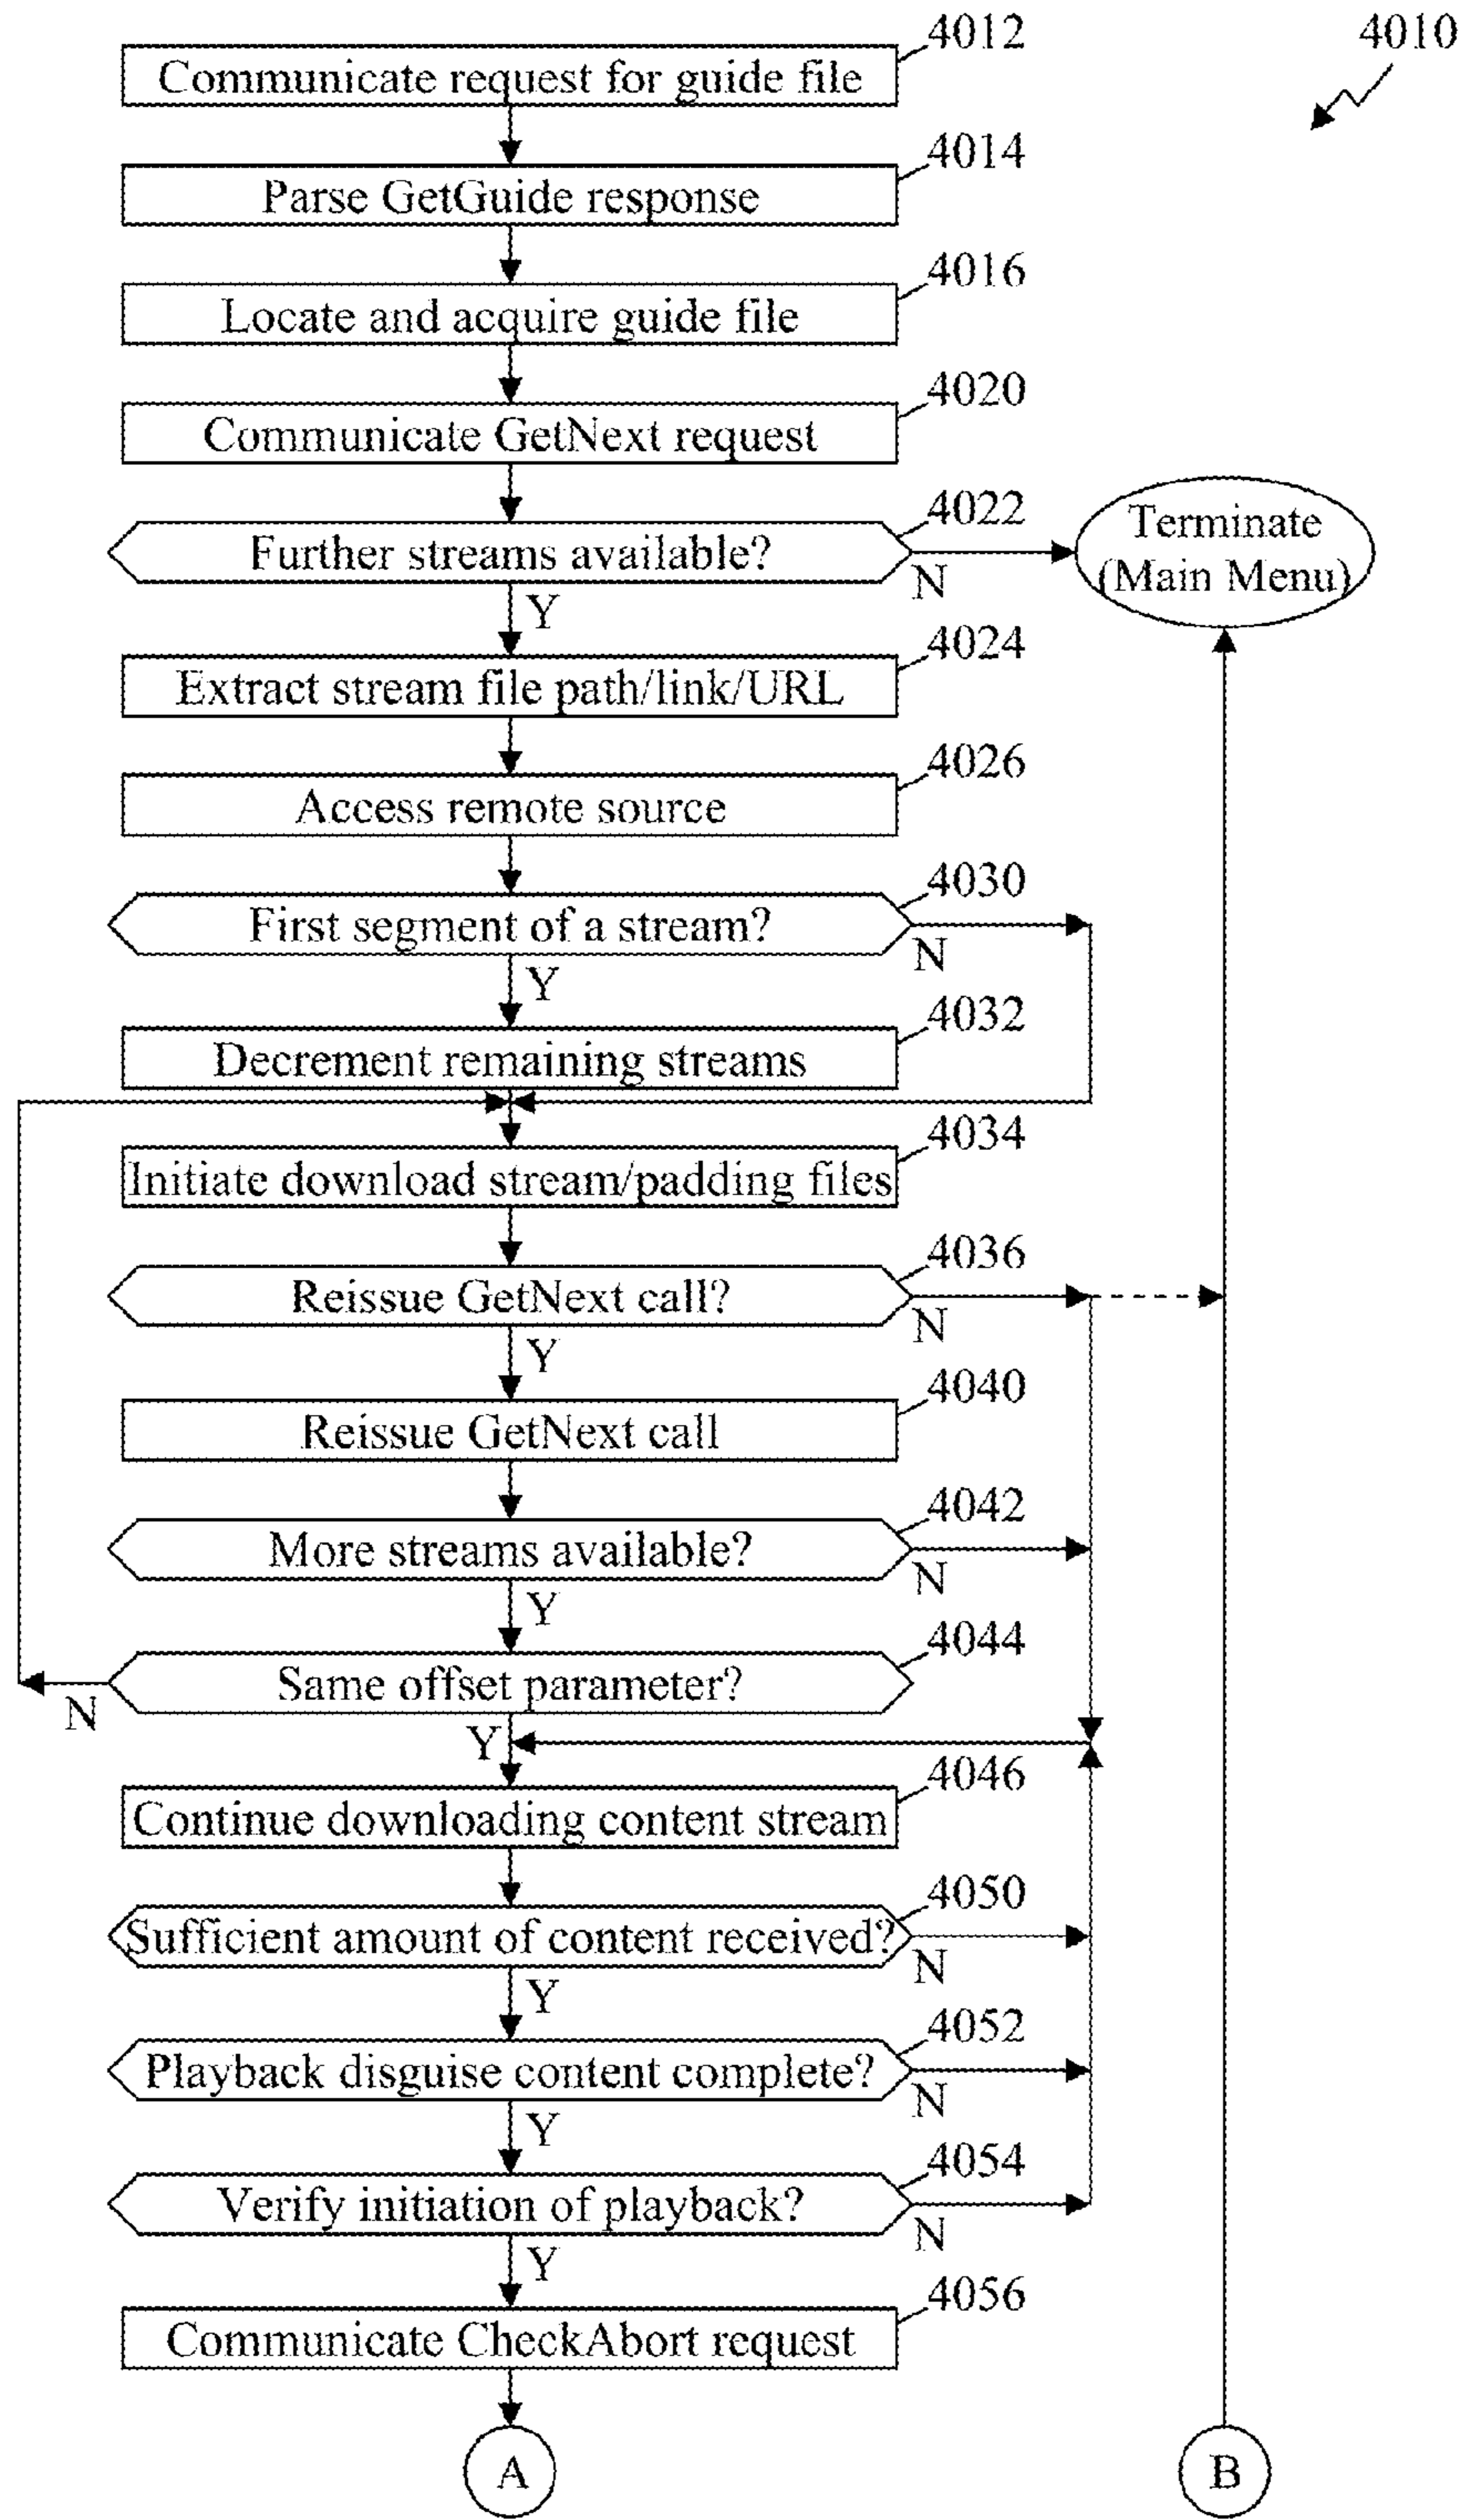 4012
4010
Communicate request for guide file
4014
Parse GetGuide response
4016
Locate and acquire guide file
4020
Communicate GetNext request
4022
Further streams available?
N
Terminate
(Main Menu)
Y
4024
Extract stream file path/link/URL
4026
Access remote source
4030
First segment of a stream?
N
Y
4032
Decrement remaining streams
4034
Initiate download stream/padding files
4036
Reissue GetNext call?
N
Y
4040
Reissue GetNext call
4042
More streams available?
N
Y
4044
Same offset parameter?
N
Y
4046
Continue downloading content stream
4050
Sufficient amount of content received?
N
Y
4052
Playback disguise content complete?
N
Y
4054
Verify initiation of playback?
N
Y
4056
Communicate CheckAbort request
A
B